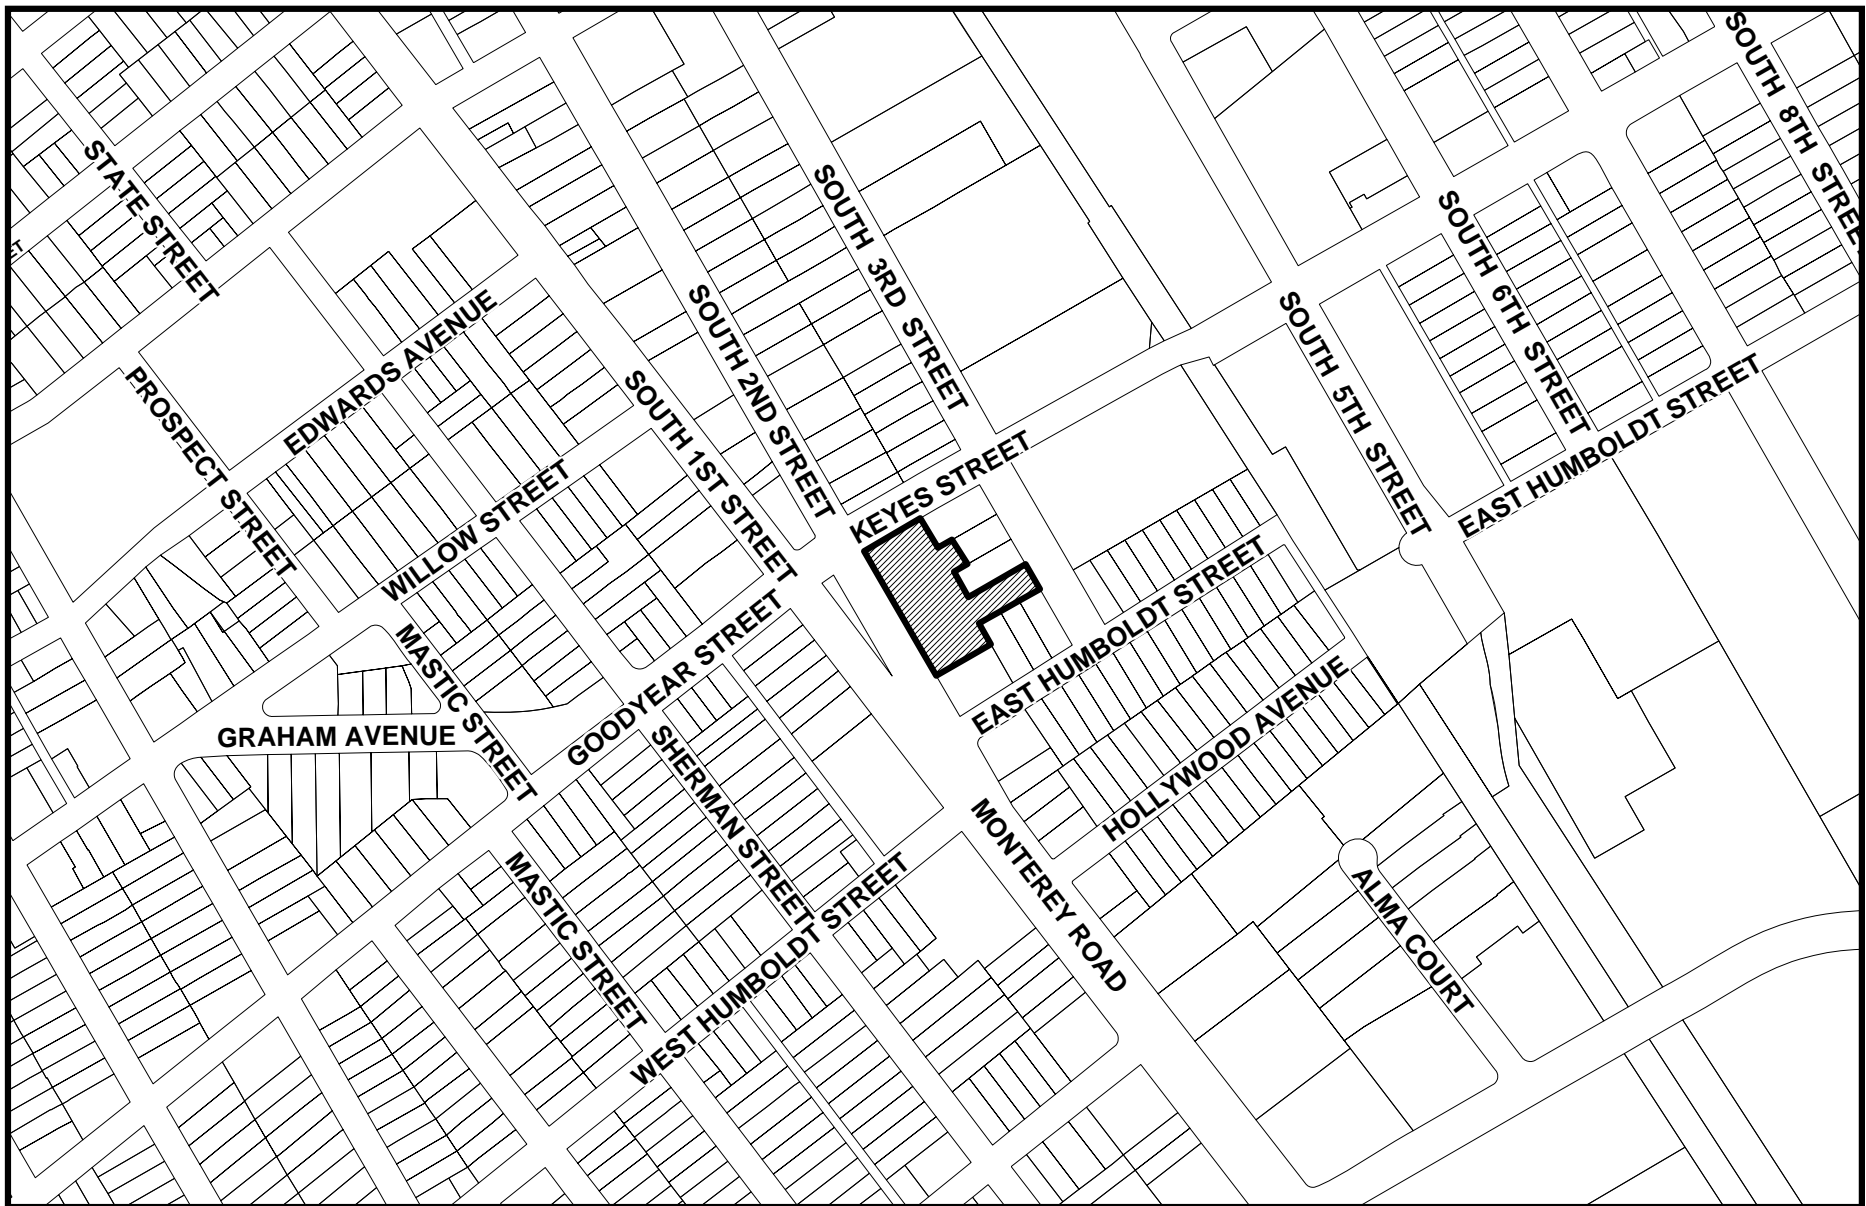 SOUTH 8TH STREET
STATE STREET
SOUTH 3RD STREET
SOUTH 6TH STREET
ET
SOUTH 2ND STREET
SOUTH 5TH STREET
EDWARDS AVENUE
PROSPECT STREET
SOUTH 1ST STREET
EAST HUMBOLDT STREET
KEYES STREET
WILLOW STREET
EAST HUMBOLDT STREET
GOODYEAR STREET
MASTIC STREET
HOLLYWOOD AVENUE
GRAHAM AVENUE
SHERMAN STREET
MONTEREY ROAD
MASTIC STREET
WEST HUMBOLDT STREET
ALMA COURT